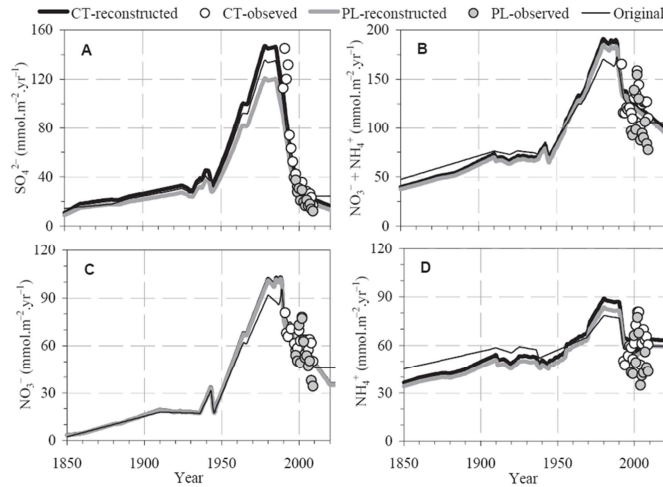 CT-reconstructed CT-obseved PL-reconstructed PL-observed Original
160 A 200 B
120 150
80 100
40 50
0 0
SO₄²⁻ (mmol.m⁻².yr⁻¹) NO₃⁻ + NH₄⁺ (mmol.m⁻².yr⁻¹)
120 C 120 D
90 90
60 60
30 30
0 0
NO₃⁻ (mmol.m⁻².yr⁻¹) NH₄⁺ (mmol.m⁻².yr⁻¹)
1850 1900 1950 2000 1850 1900 1950 2000
Year Year